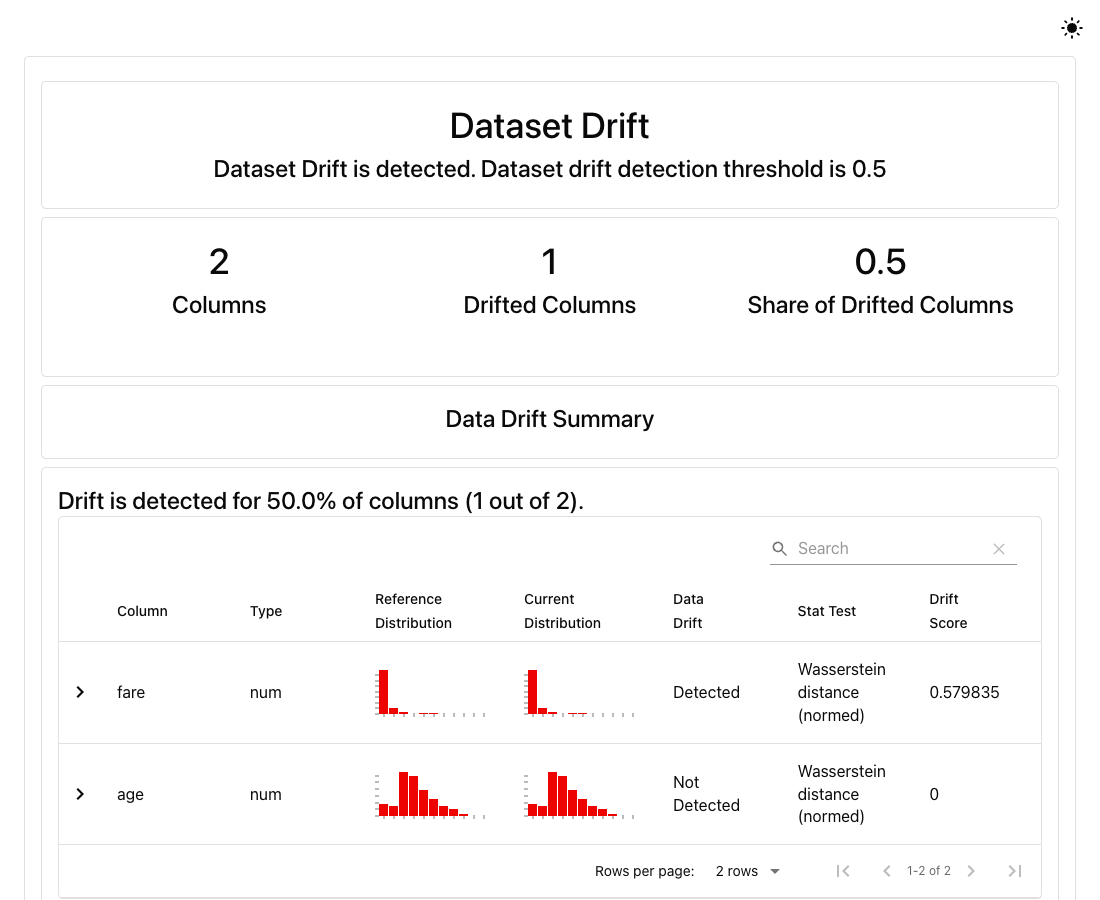 Dataset Drift
Dataset Drift is detected. Dataset drift detection threshold is 0.5
2
Columns
1
Drifted Columns
0.5
Share of Drifted Columns
Data Drift Summary
Drift is detected for 50.0% of columns (1 out of 2).
Search
Column
Type
Reference
Distribution
Current
Distribution
Data
Drift
Stat Test
Drift
Score
fare
num
Detected
Wasserstein
distance
(normed)
0.579835
age
num
Not
Detected
Wasserstein
distance
(normed)
0
Rows per page:
2 rows
1-2 of 2